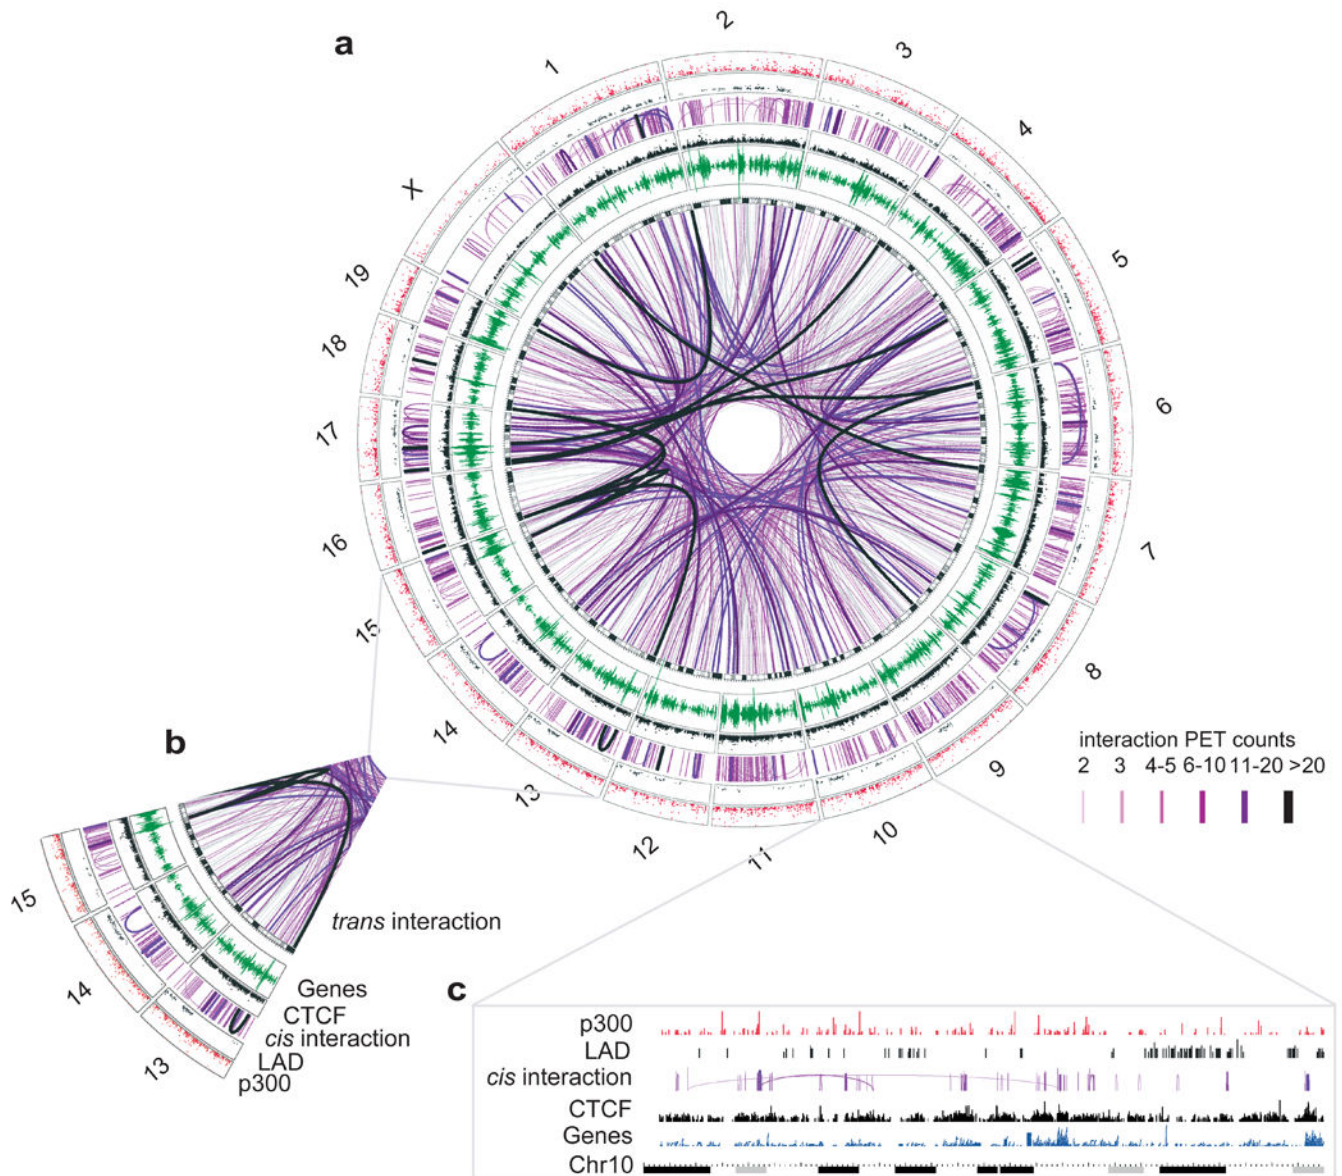 a
1
2
3
4
5
6
7
8
9
10
11
12
13
14
15
16
17
18
19
X
interaction PET counts
2 3 4-5 6-10 11-20 >20
b
15
14
13
trans interaction
Genes
CTCF
cis interaction
LAD
p300
c
p300
LAD
cis interaction
CTCF
Genes
Chr10